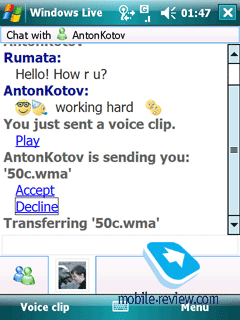 Windows Live
01:47
Chat with AntonKotov
AntonKotov
Rumata:
Hello! How r u?
AntonKotov:
working hard
You just sent a voice clip.
Play
AntonKotov is sending you:
'50c.wma'
Accept
Decline
Transferring '50c.wma'
mobile-review.com
Voice clip
Menu